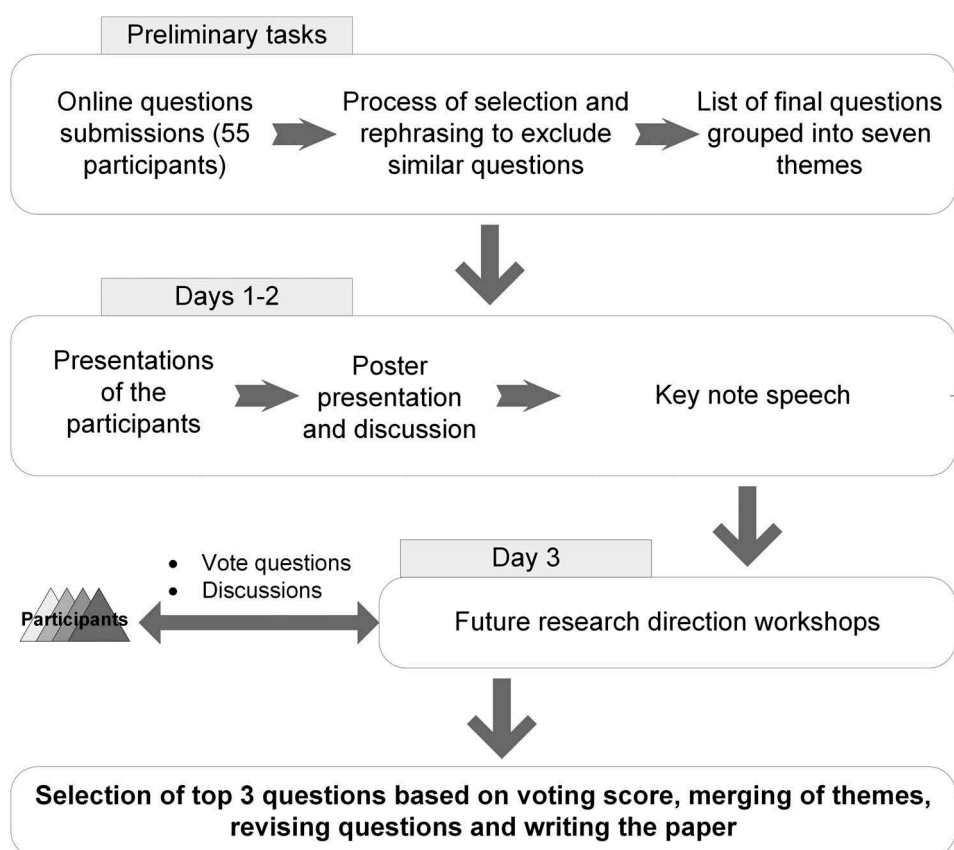 Preliminary tasks
Online questions
submissions (55
participants)
Process of selection and
rephrasing to exclude
similar questions
List of final questions
grouped into seven
themes
Days 1-2
Presentations
of the
participants
Poster
presentation
and discussion
Key note speech
• Vote questions
• Discussions
Participants
Day 3
Future research direction workshops
Selection of top 3 questions based on voting score, merging of themes,
revising questions and writing the paper